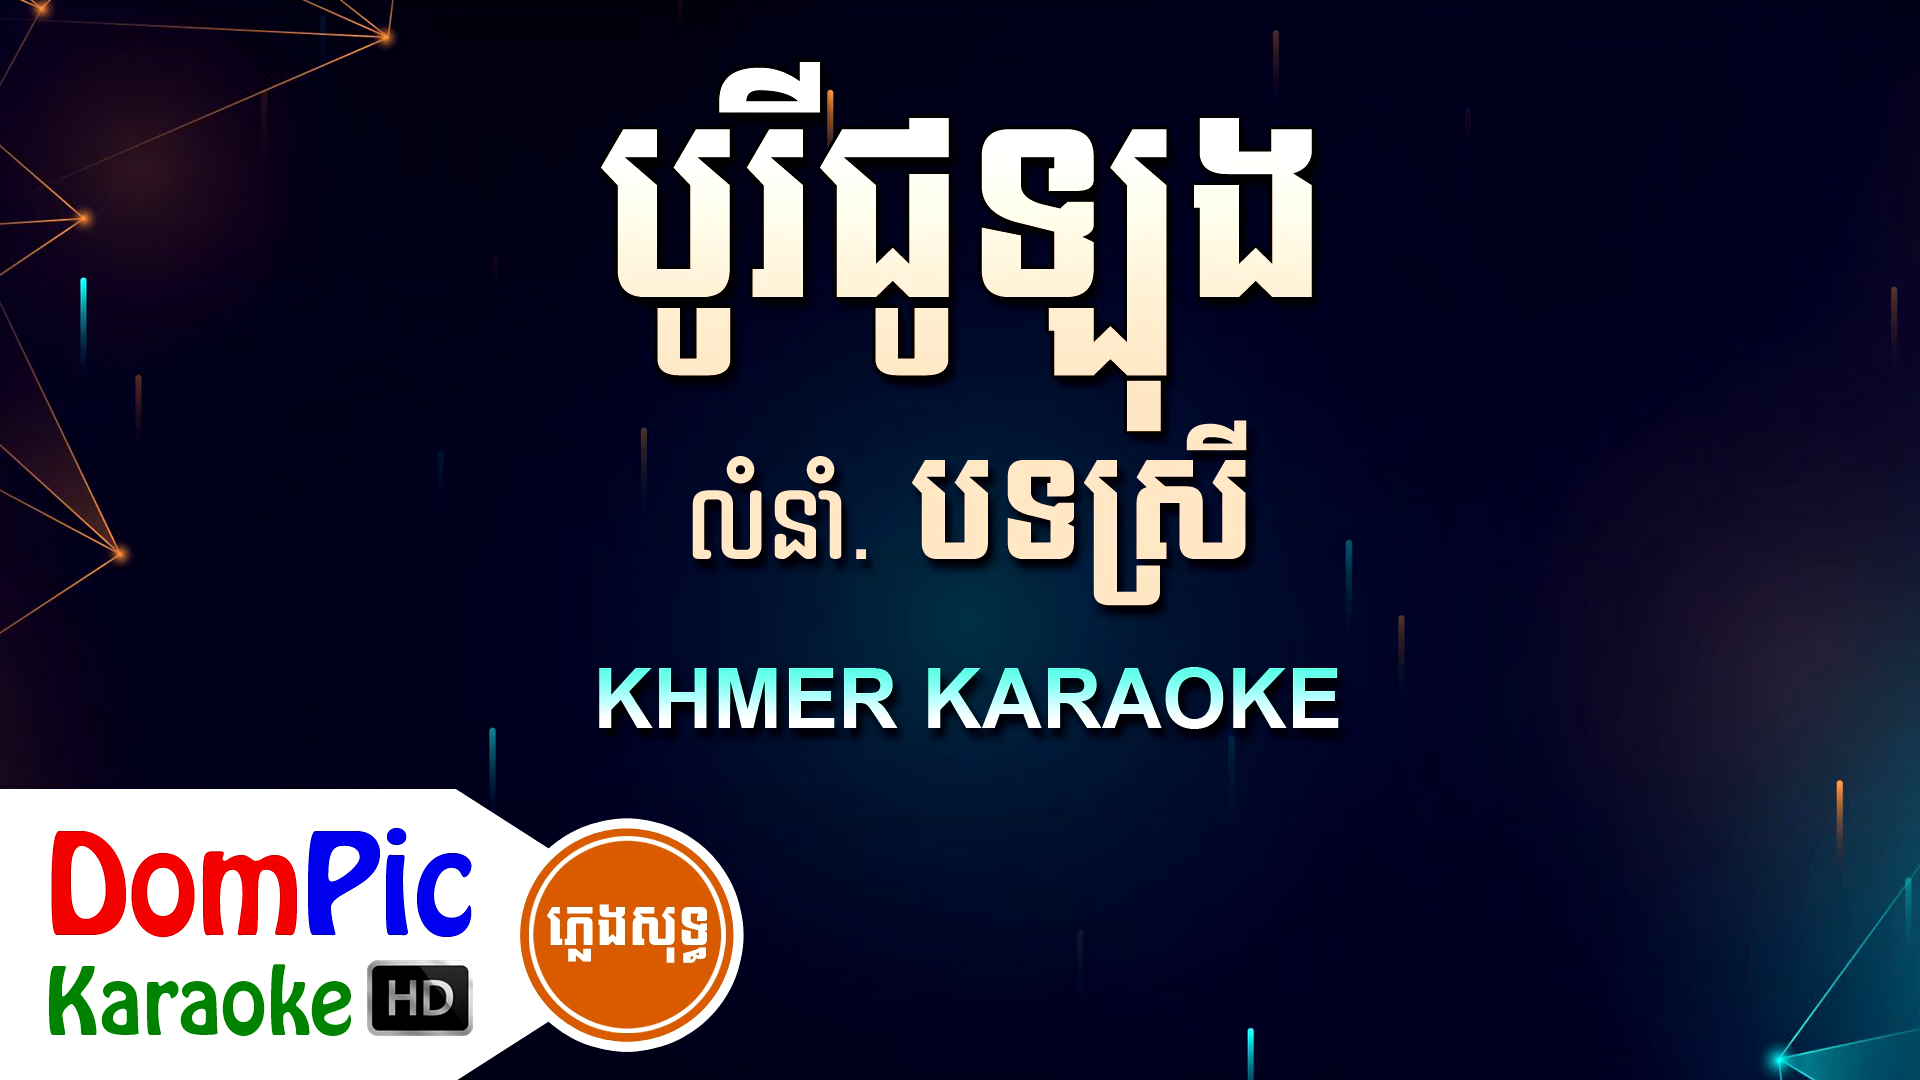 បូរីជូឡុង
លំនាំ. បទស្រី
KHMER KARAOKE
DomPic
Karaoke HD
ភ្លេងសុទ្ធ